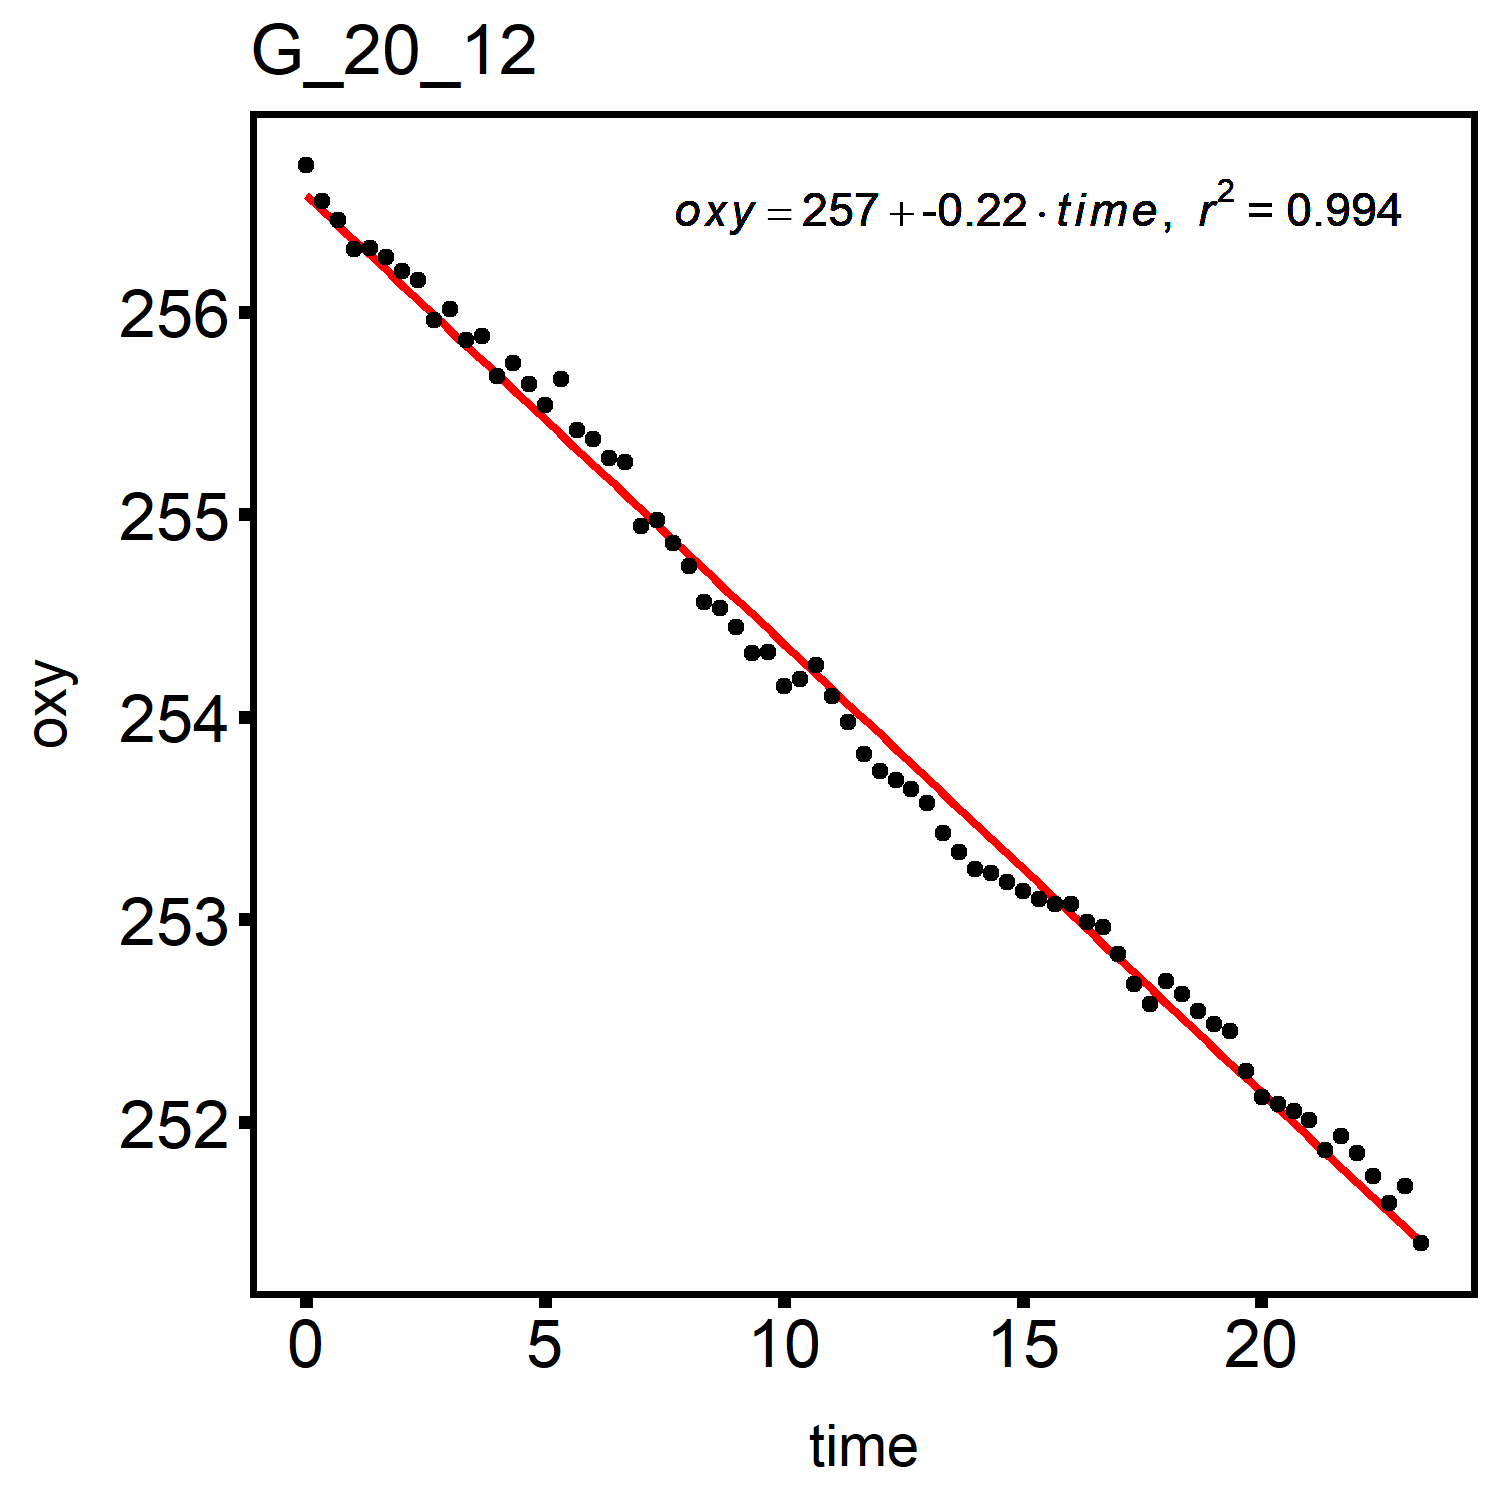 G_20_12
oxy = 257 + -0.22 · time, r² = 0.994
256
255
254
253
252
oxy
0 5 10 15 20
time